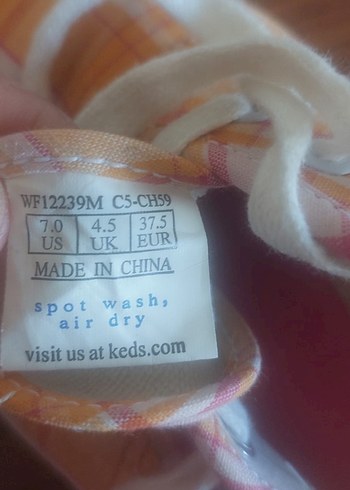 WF12239M C5-CH59
7.0 4.5 37.5
US UK EUR
MADE IN CHINA
spot wash,
air dry
visit us at keds.com